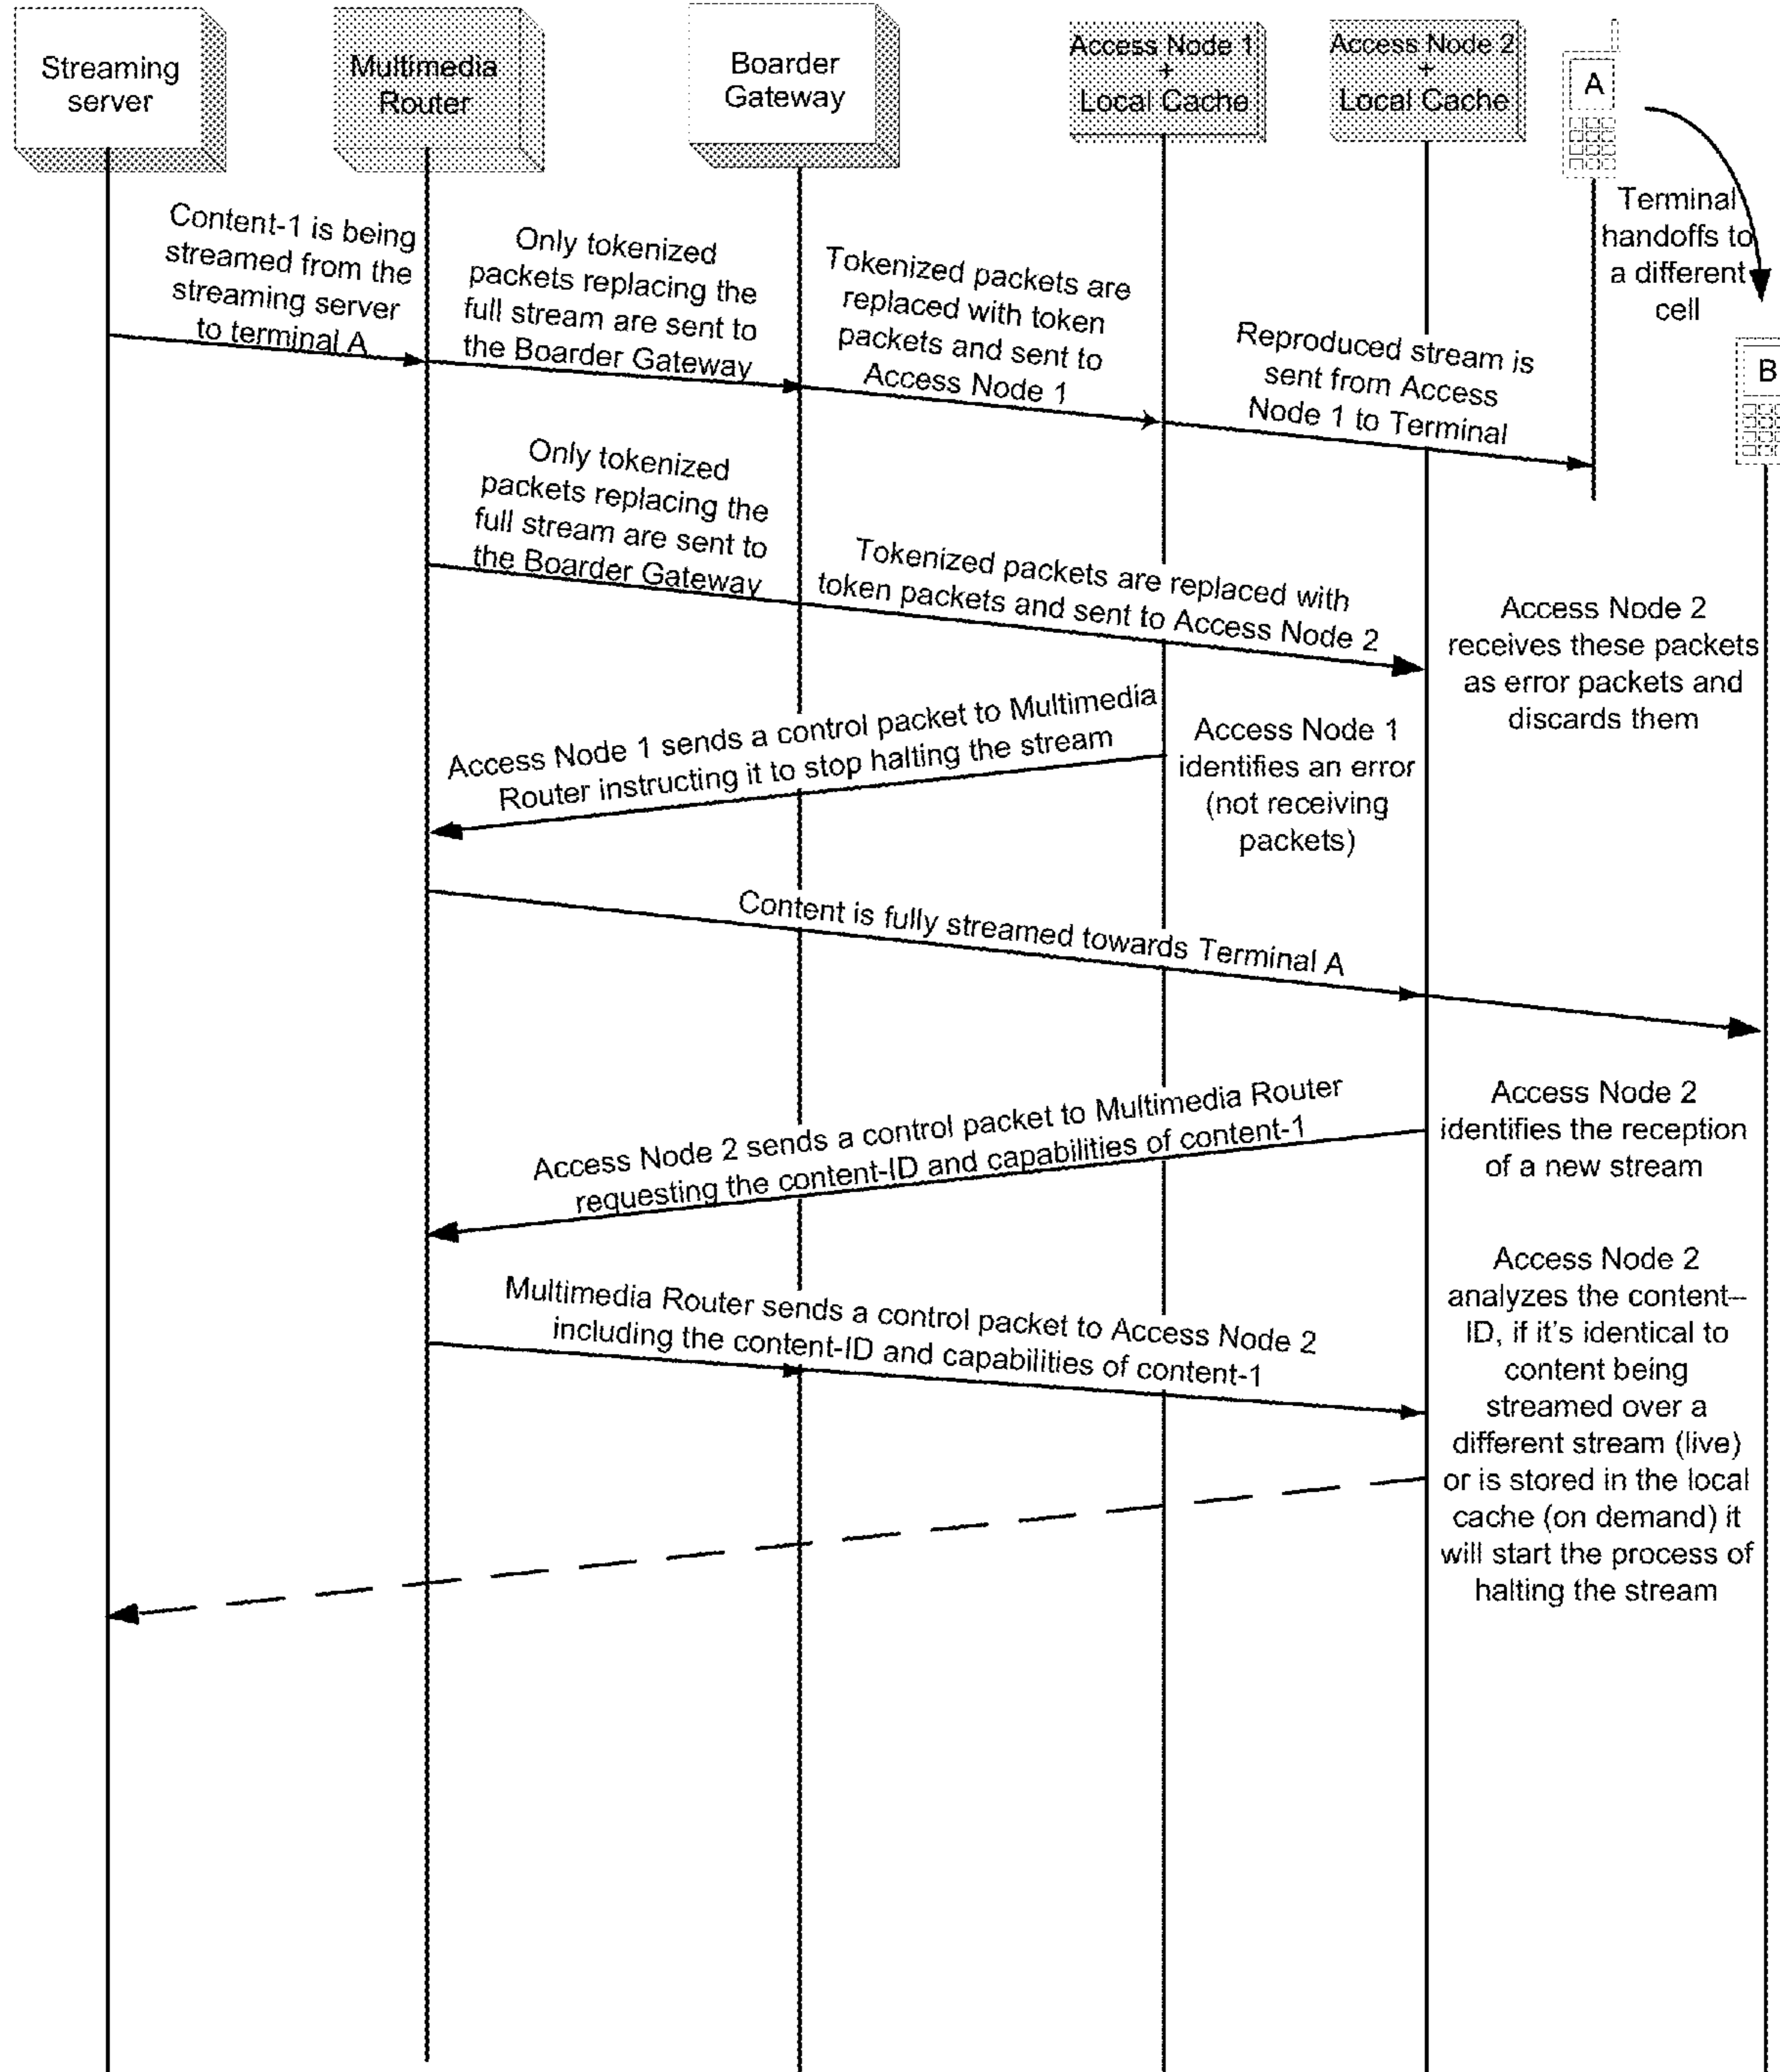 Streaming
server
Multimedia
Router
Boarder
Gateway
Access Node 1
+
Local Cache
Access Node 2
+
Local Cache
A
Terminal
handoffs to
a different
cell
B
Content-1 is being
streamed from the
streaming server
to terminal A
Only tokenized
packets replacing the
full stream are sent to
the Boarder Gateway
Tokenized packets are
replaced with token
packets and sent to
Access Node 1
Reproduced stream is
sent from Access
Node 1 to Terminal
Only tokenized
packets replacing the
full stream are sent to
the Boarder Gateway
Tokenized packets are replaced with
token packets and sent to Access Node 2
Access Node 2
receives these packets
as error packets and
discards them
Access Node 1 sends a control packet to Multimedia
Router instructing it to stop halting the stream
Access Node 1
identifies an error
(not receiving
packets)
Content is fully streamed towards Terminal A
Access Node 2 sends a control packet to Multimedia Router
requesting the content-ID and capabilities of content-1
Access Node 2
identifies the reception
of a new stream
Multimedia Router sends a control packet to Access Node 2
including the content-ID and capabilities of content-1
Access Node 2
analyzes the content–
ID, if it's identical to
content being
streamed over a
different stream (live)
or is stored in the local
cache (on demand) it
will start the process of
halting the stream